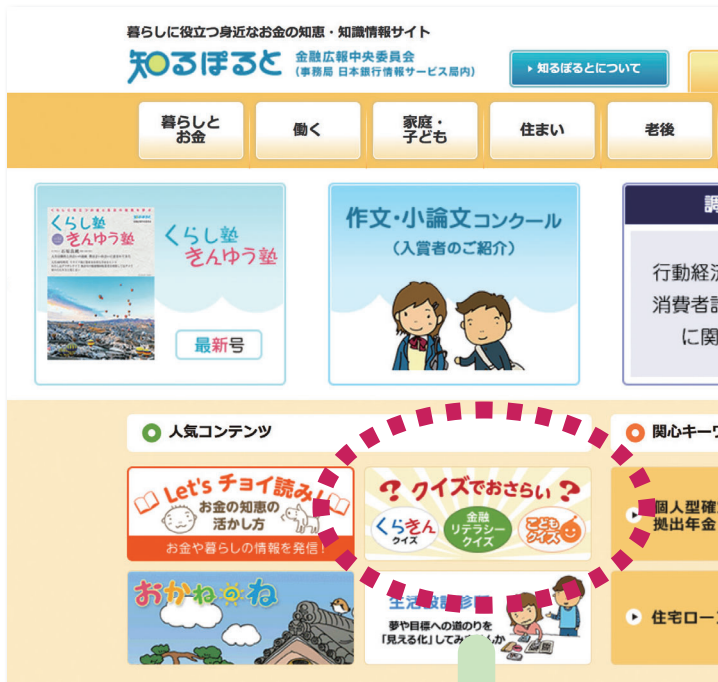 暮らしに役立つ身近なお金の知恵・知識情報サイト
知るぽると
金融広報中央委員会
(事務局 日本銀行情報サービス局内)
知るぽるとについて
暮らしと
お金
働く
家庭・
子ども
住まい
老後
くらし塾
きんゆう塾
くらし塾
きんゆう塾
最新号
作文・小論文コンクール
(入賞者のご紹介)
行動経済
消費者
に関
人気コンテンツ
関心キーワ
Let's チョイ読み!
お金の知恵の
活かし方
お金や暮らしの情報を発信!
? クイズでおさらい ?
くらきん
クイズ
金融
リテラシー
クイズ
こども
クイズ
個人型確
拠出年金
おかねのね
生活設計診断
夢や目標への道のりを
「見える化」してみませんか
住宅ロー